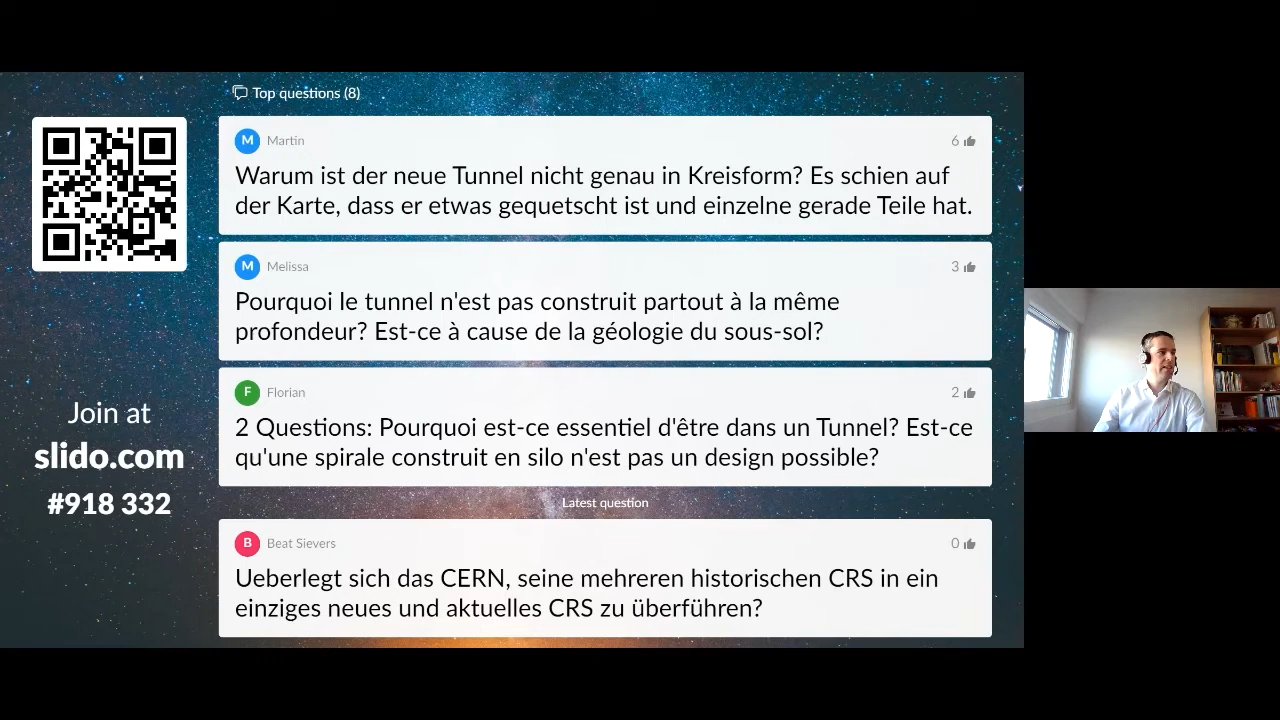 Top questions (8)
M Martin 6
Warum ist der neue Tunnel nicht genau in Kreisform? Es schien auf
der Karte, dass er etwas gequetscht ist und einzelne gerade Teile hat.
M Melissa 3
Pourquoi le tunnel n'est pas construit partout à la même
profondeur? Est-ce à cause de la géologie du sous-sol?
F Florian 2
2 Questions: Pourquoi est-ce essentiel d'être dans un Tunnel? Est-ce
qu'une spirale construit en silo n'est pas un design possible?
Latest question
B Beat Sievers 0
Ueberlegt sich das CERN, seine mehreren historischen CRS in ein
einziges neues und aktuelles CRS zu überführen?
Join at
slido.com
#918 332